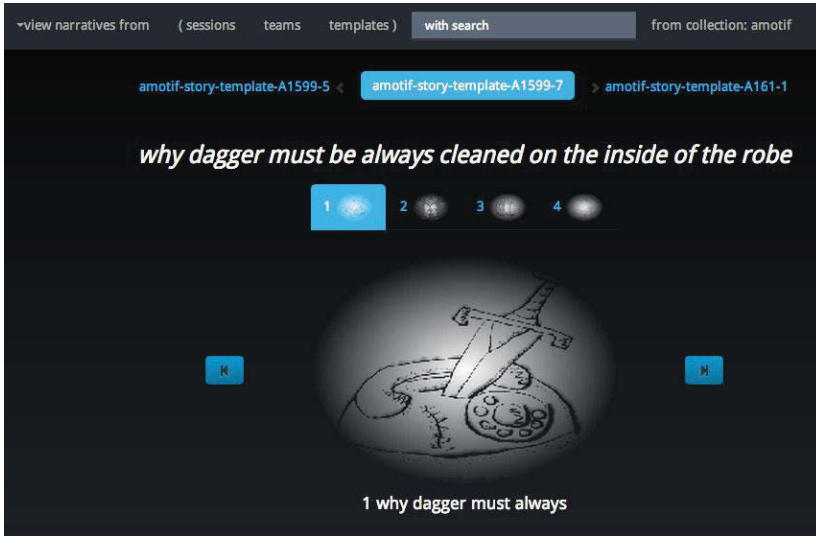 view narratives from ( sessions teams templates ) with search from collection: amotif
amotif-story-template-A1599-5 amotif-story-template-A1599-7 amotif-story-template-A161-1
why dagger must be always cleaned on the inside of the robe
1 2 3 4
1 why dagger must always